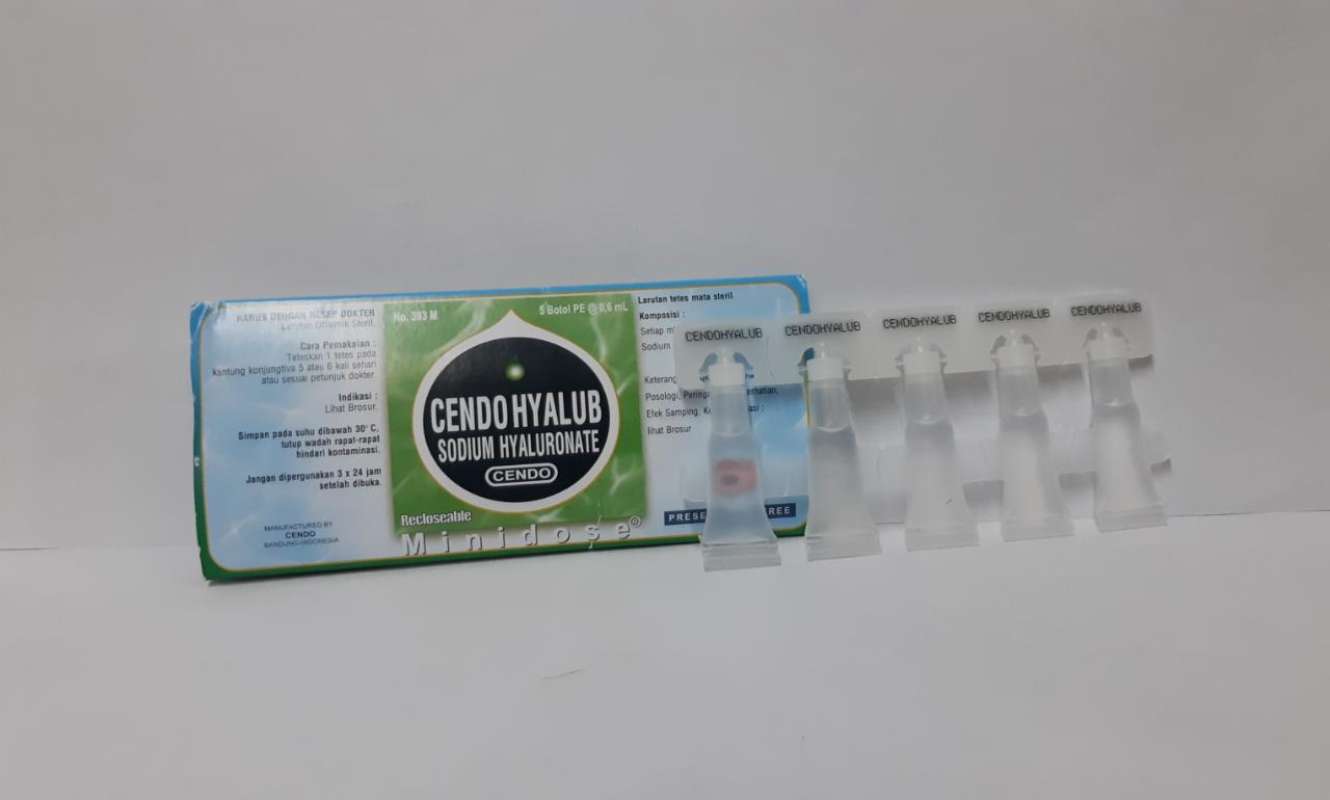 HARUS DENGAN RESEP DOKTER
Larutan Oftalmik Steril.
Cara Pemakaian :
Teteskan 1 tetes pada
kantung konjungtiva 5 atau 6 kali sehari
atau sesuai petunjuk dokter.
Indikasi :
Lihat Brosur.
Simpan pada suhu dibawah 30° C,
tutup wadah rapat-rapat
hindari kontaminasi.
Jangan dipergunakan 3 x 24 jam
setelah dibuka.
MANUFACTURED BY
CENDO
BANDUNG-INDONESIA
No. 393 M
5 Botol PE @ 0,6 mL
CENDO HYALUB
SODIUM HYALURONATE
CENDO
Recloseable
Minidose®
Larutan tetes mata steril
Komposisi :
Setiap m
Sodium
Keterang
Posologi, Pering
Efek Samping,
lihat Brosur
PRESE
REE
CENDOHYALUB
CENDOHYALUB
CENDOHYALUB
CENDOHYALUB
CENDOHYALUB